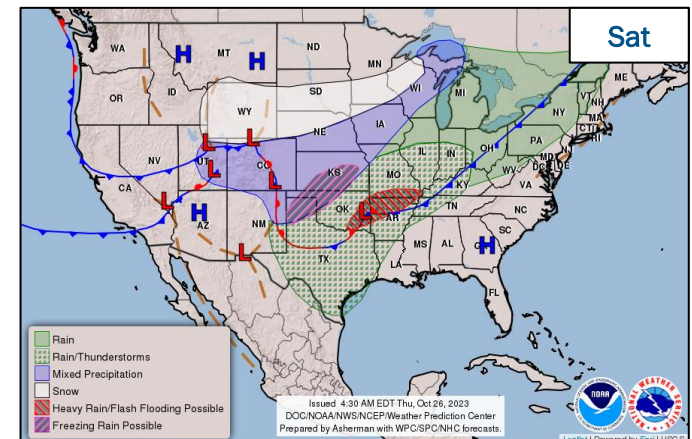 Sat
WA
MT
ND
MN
ME
OR
ID
WY
SD
WI
MI
VT
NH
NY
MA
CT
RI
NV
UT
CO
NE
IA
IL
IN
OH
PA
NJ
MD
DE
DC
WV
VA
CA
AZ
NM
KS
MO
KY
OK
AR
TN
NC
SC
TX
LA
MS
AL
GA
FL
H
H
H
H
L
L
L
L
L
L
L
Rain
Rain/Thunderstorms
Mixed Precipitation
Snow
Heavy Rain/Flash Flooding Possible
Freezing Rain Possible
Issued 4:30 AM EDT Thu, Oct 26, 2023
DOC/NOAA/NWS/NCEP/Weather Prediction Center
Prepared by Asherman with WPC/SPC/NHC forecasts.
NOAA
NATIONAL WEATHER SERVICE